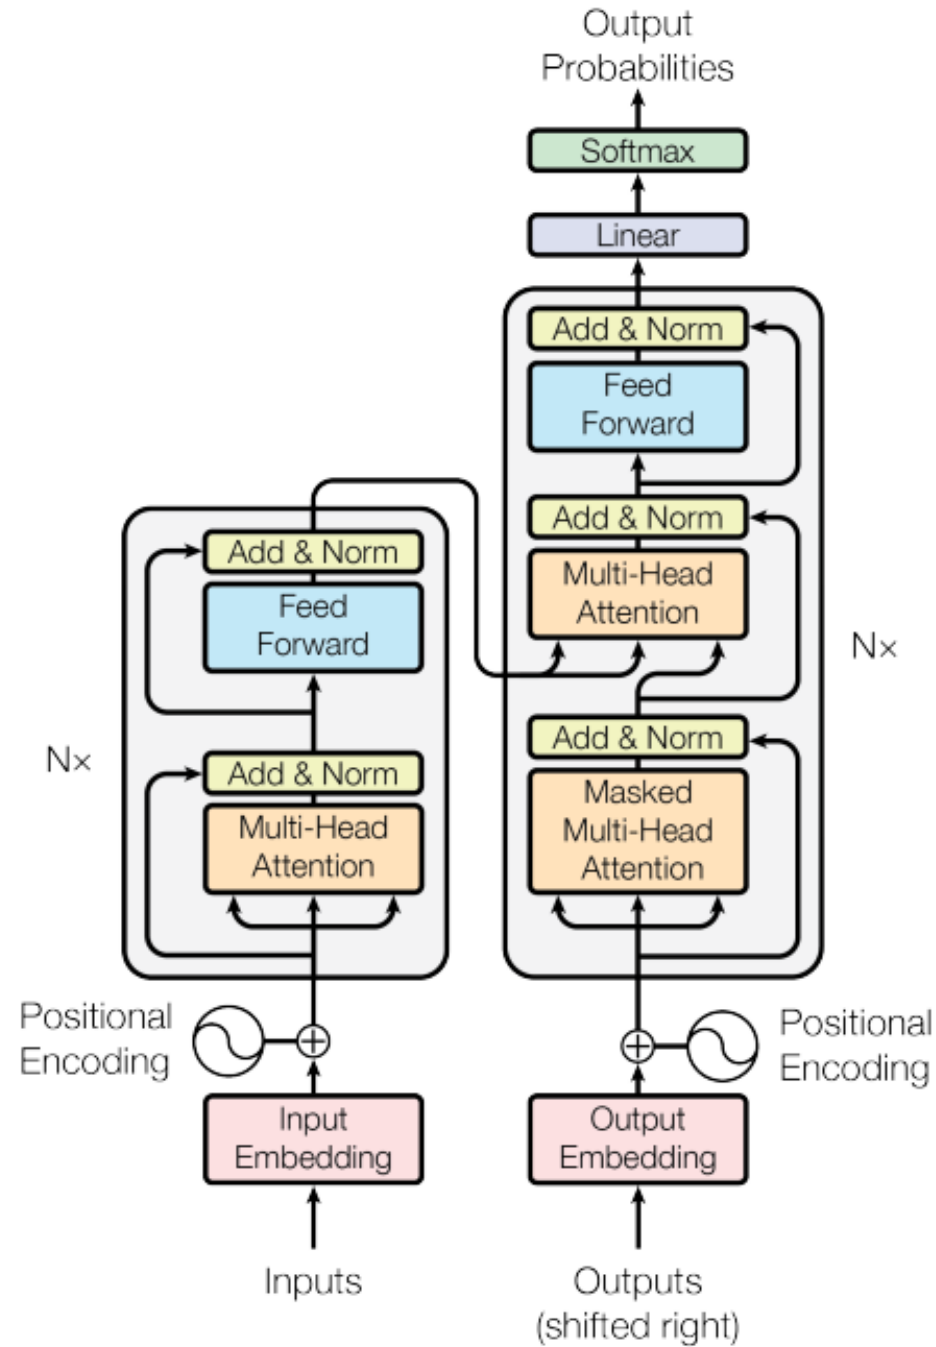 Output
Probabilities
Softmax
Linear
Add & Norm
Feed
Forward
Add & Norm
Multi-Head
Attention
N×
Add & Norm
Masked
Multi-Head
Attention
Add & Norm
Feed
Forward
N×
Add & Norm
Multi-Head
Attention
Positional
Encoding
Positional
Encoding
Input
Embedding
Output
Embedding
Inputs
Outputs
(shifted right)